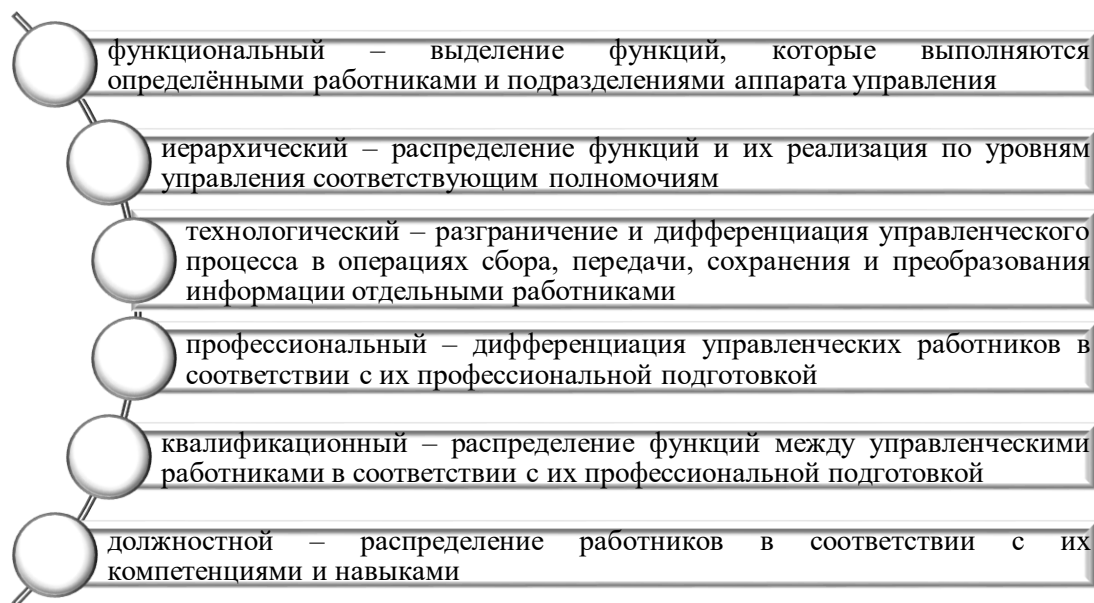 функциональный – выделение функций, которые выполняются
определёнными работниками и подразделениями аппарата управления
иерархический – распределение функций и их реализация по уровням
управления соответствующим полномочиям
технологический – разграничение и дифференциация управленческого
процесса в операциях сбора, передачи, сохранения и преобразования
информации отдельными работниками
профессиональный – дифференциация управленческих работников в
соответствии с их профессиональной подготовкой
квалификационный – распределение функций между управленческими
работниками в соответствии с их профессиональной подготовкой
должностной – распределение работников в соответствии с их
компетенциями и навыками